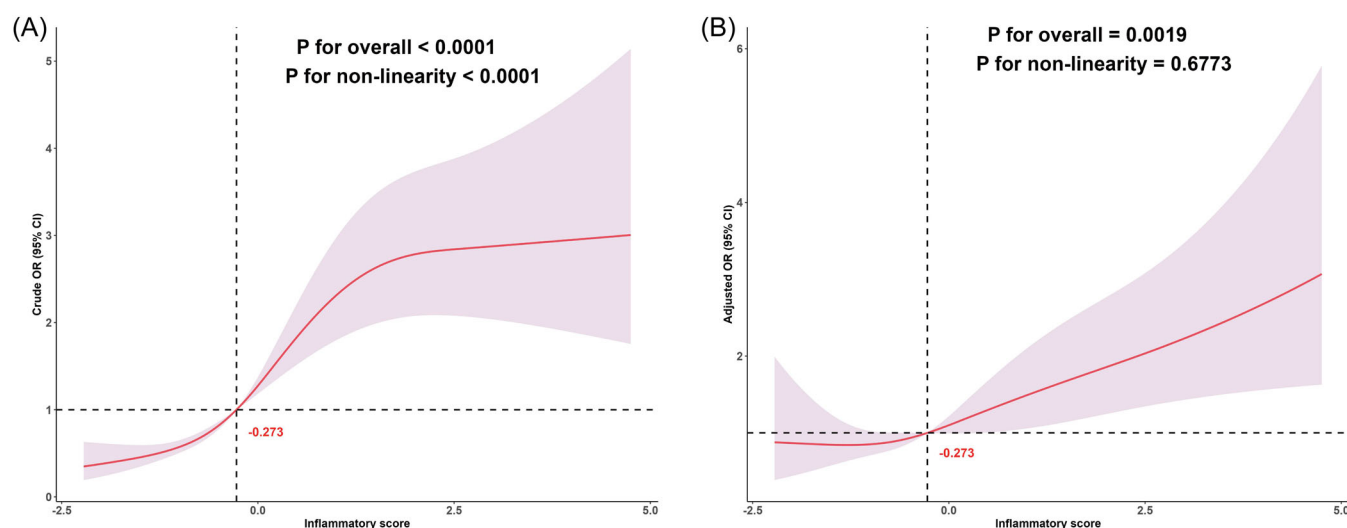 (A)
P for overall < 0.0001
P for non-linearity < 0.0001
Crude OR (95% CI)
5
4
3
2
1
0
-0.273
-2.5
0.0
2.5
5.0
Inflammatory score
(B)
P for overall = 0.0019
P for non-linearity = 0.6773
Adjusted OR (95% CI)
6
4
2
-0.273
-2.5
0.0
2.5
5.0
Inflammatory score